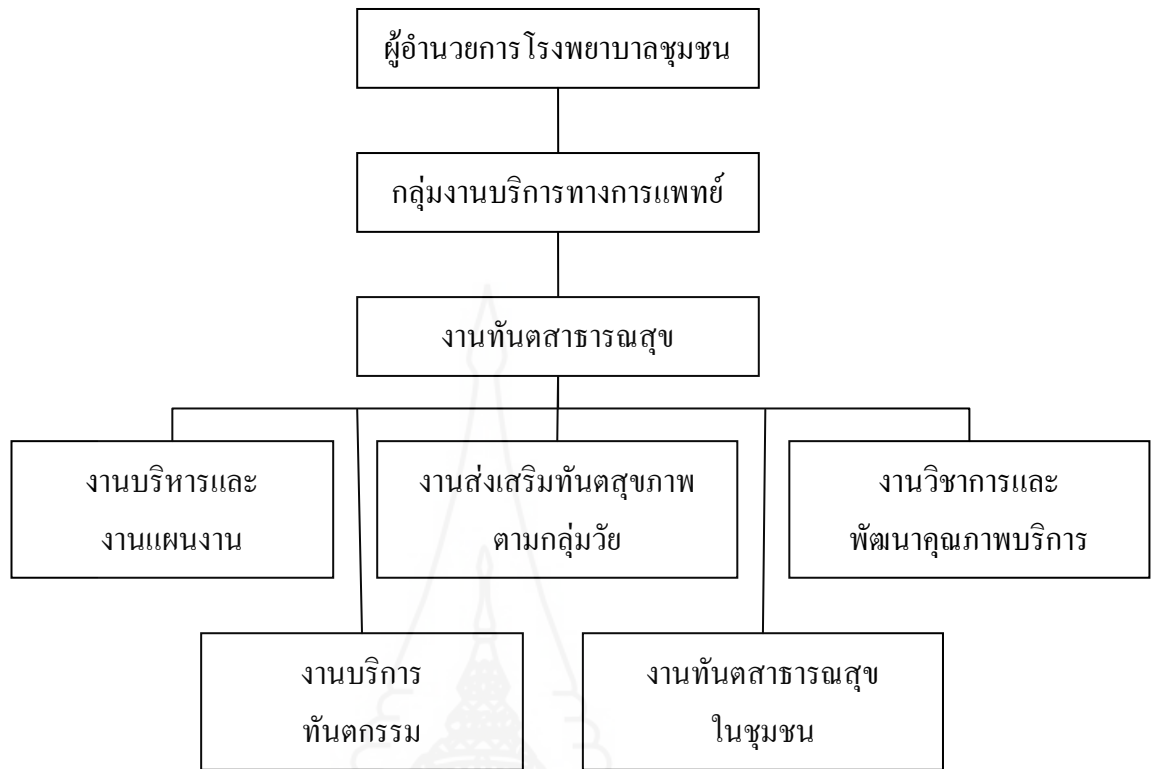 ผู้อำนวยการโรงพยาบาลชุมชน
กลุ่มงานบริการทางการแพทย์
งานทันตสาธารณสุข
งานบริหารและ
งานแผนงาน
งานส่งเสริมทันตสุขภาพ
ตามกลุ่มวัย
งานวิชาการและ
พัฒนาคุณภาพบริการ
งานบริการ
ทันตกรรม
งานทันตสาธารณสุข
ในชุมชน